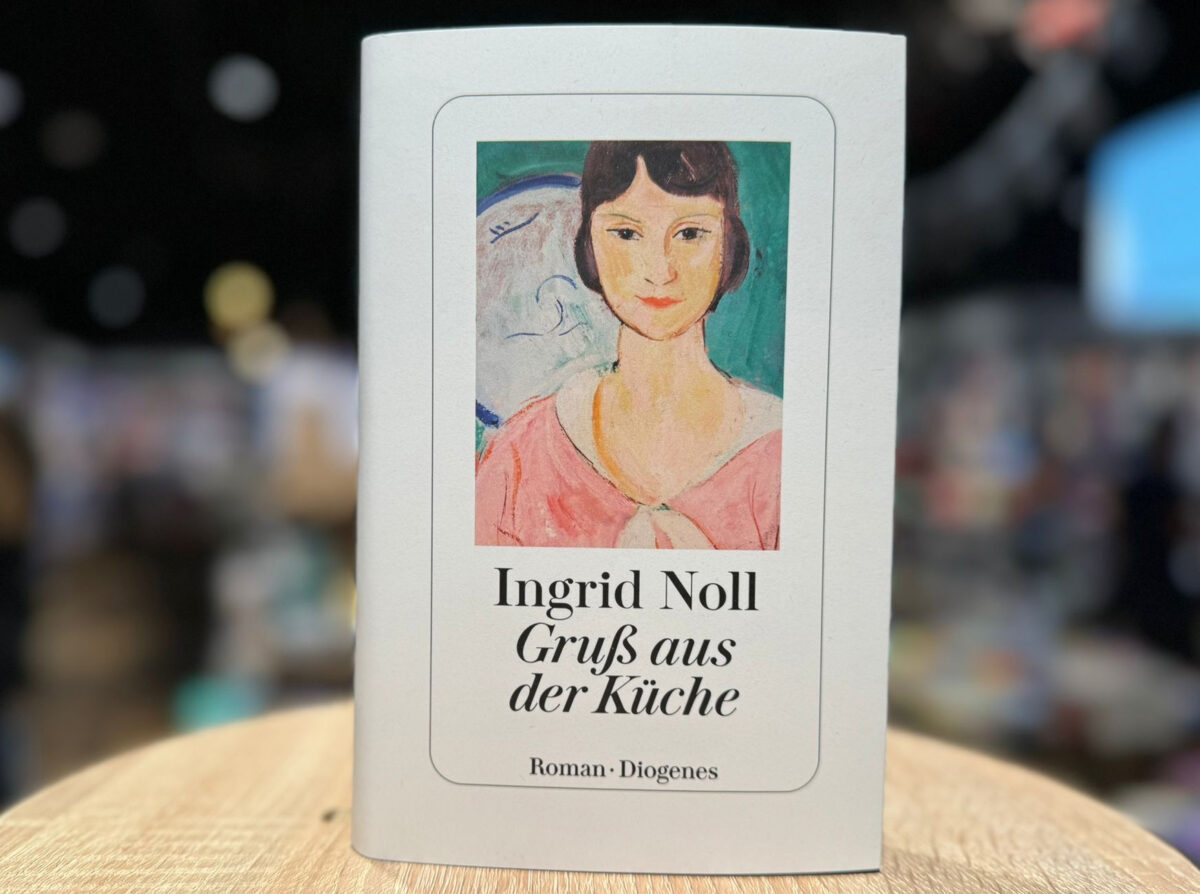 Ingrid Noll
Gruß aus
der Küche
Roman · Diogenes